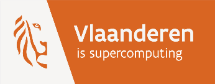 Vlaanderen
is supercomputing